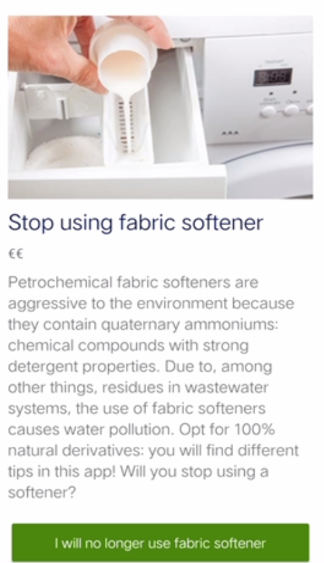 Stop using fabric softener
€€
Petrochemical fabric softeners are
aggressive to the environment because
they contain quaternary ammoniums:
chemical compounds with strong
detergent properties. Due to, among
other things, residues in wastewater
systems, the use of fabric softeners
causes water pollution. Opt for 100%
natural derivatives: you will find different
tips in this app! Will you stop using a
softener?
I will no longer use fabric softener